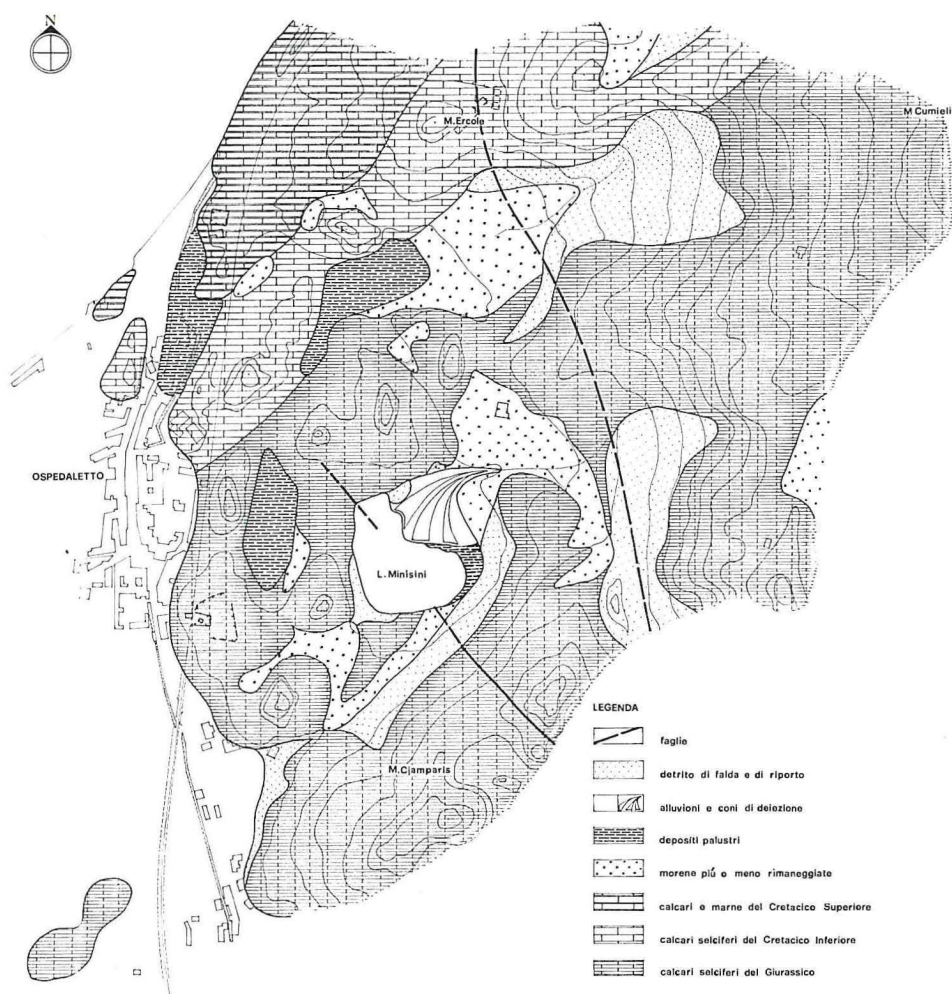 N
M. Ercole
M Cumieli
OSPEDALETTO
L. Minisini
M. Cjamparis
LEGENDA
faglie
detrito di falda e di riporto
alluvioni e coni di deiezione
depositi palustri
morene piú o meno rimaneggiate
calcari e marne del Cretacico Superiore
calcari selciferi del Cretacico Inferiore
calcari selciferi del Giurassico